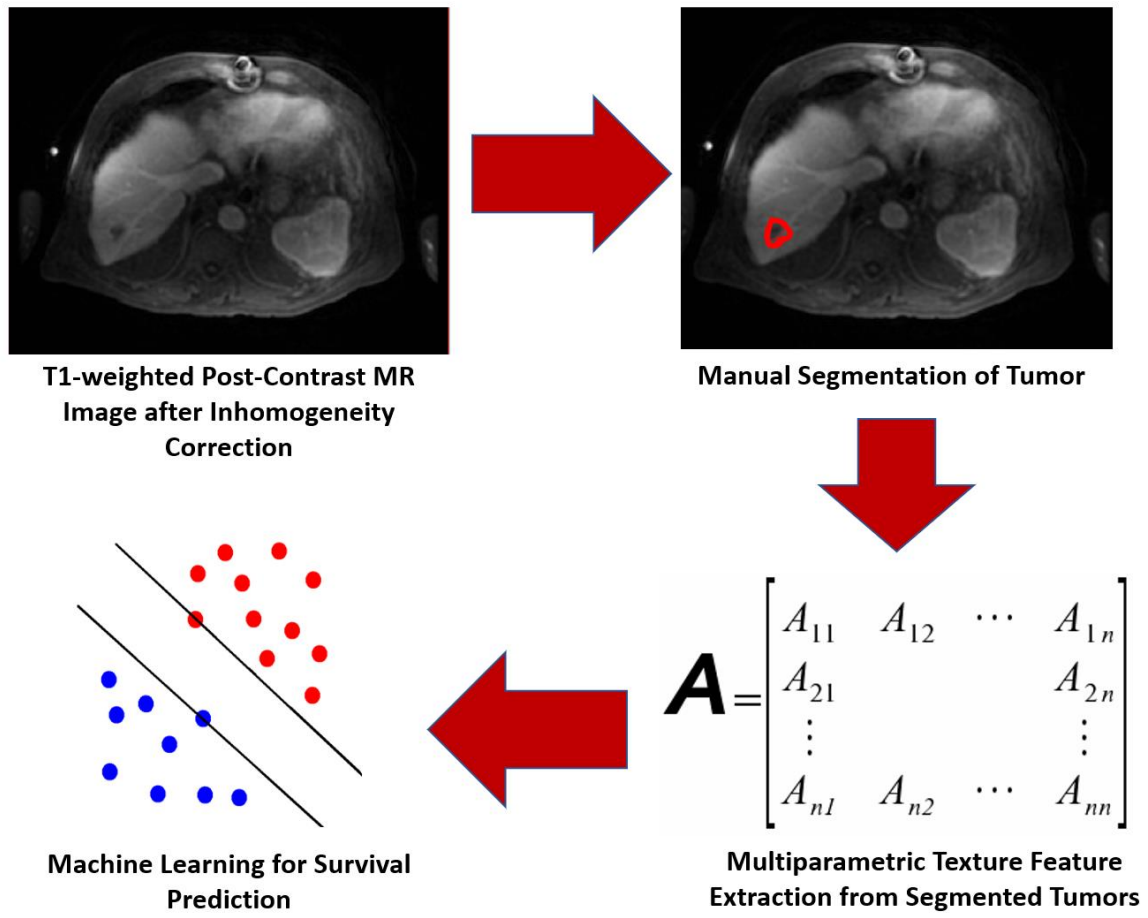 T1-weighted Post-Contrast MR
Image after Inhomogeneity
Correction
Manual Segmentation of Tumor
A = [
A11 A12 ... A1n
A21 A2n
⋮ ⋮
An1 An2 ... Ann
]
Multiparametric Texture Feature
Extraction from Segmented Tumors
Machine Learning for Survival
Prediction